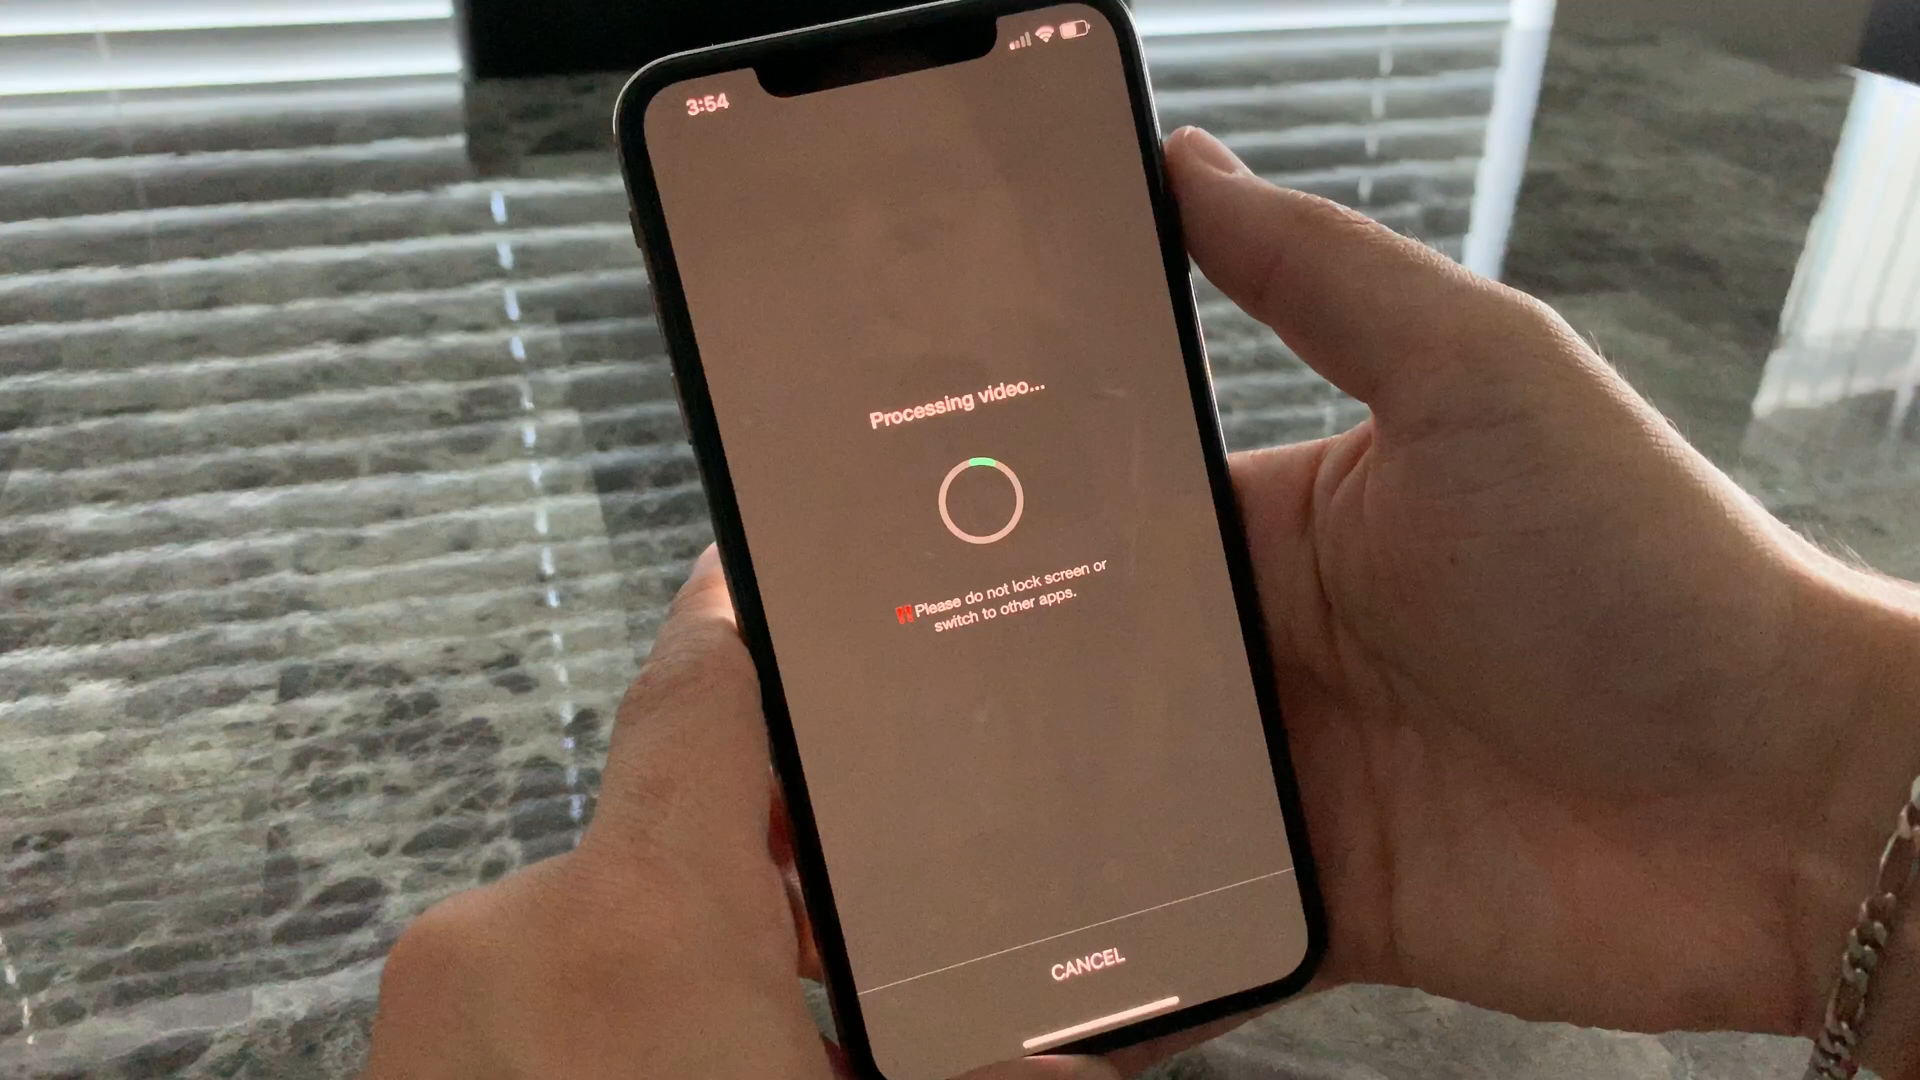 3:54
Processing video...
‼️Please do not lock screen or
switch to other apps.
CANCEL